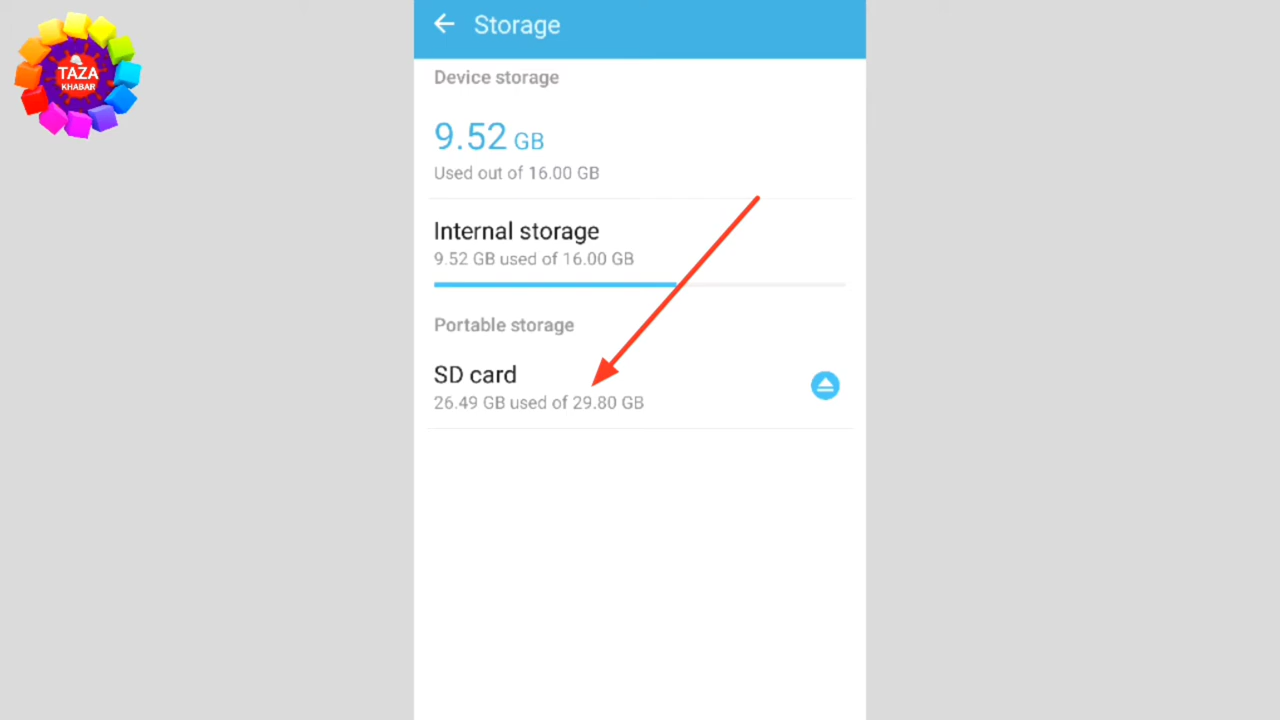 TAZA
KHABAR
Storage
Device storage
9.52 GB
Used out of 16.00 GB
Internal storage
9.52 GB used of 16.00 GB
Portable storage
SD card
26.49 GB used of 29.80 GB